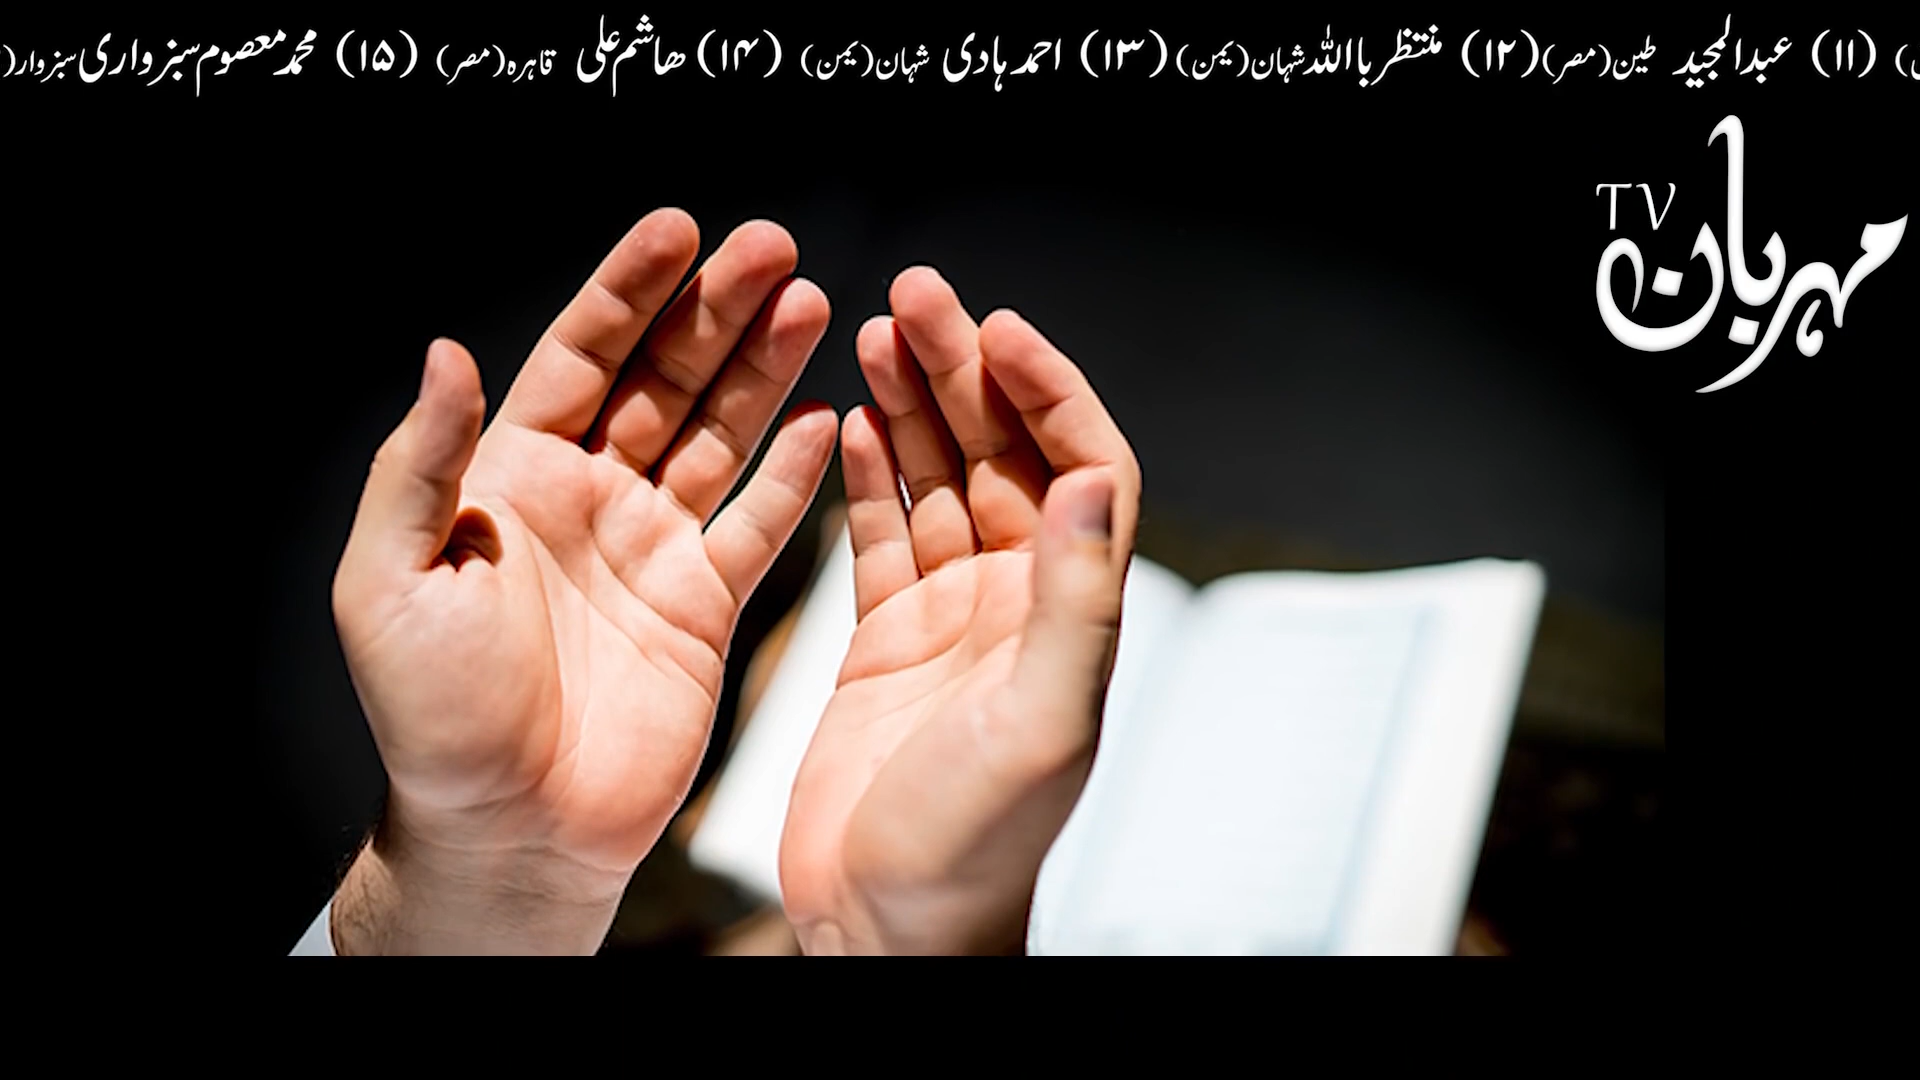 (۱۱) عبدالمجید طین(مصر)(۱۲) منتظر بااللہ شہان(یمن)(۱۳) احمد ہادی شہان(یمن) (۱۴) ھاشم علی قاہرہ(مصر) (۱۵) محمد معصوم سبزواری سبزوار(
TV
مہربان